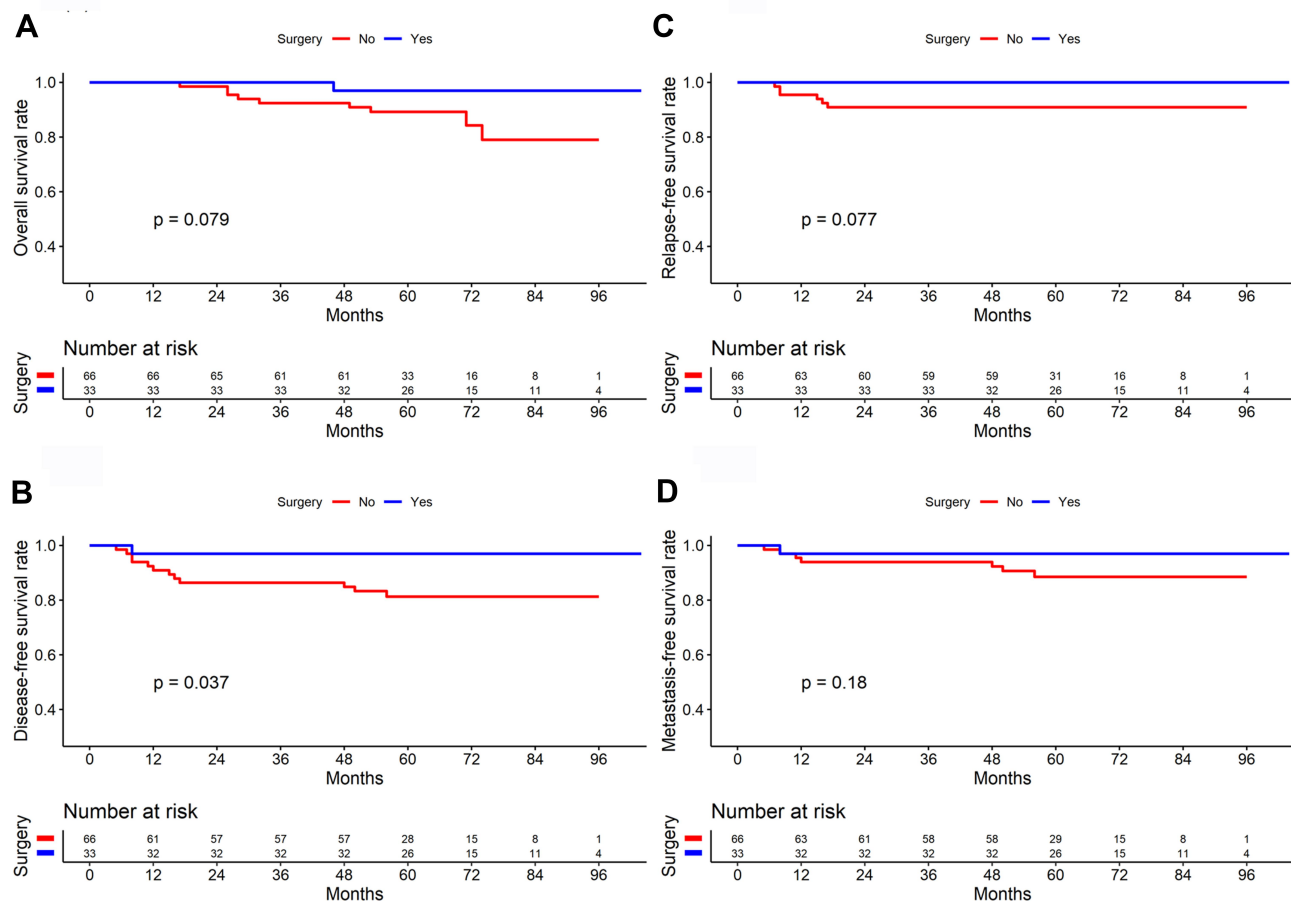 A
Surgery No Yes
Overall survival rate
1.0
0.8
0.6
0.4
p = 0.079
0 12 24 36 48 60 72 84 96
Months
Number at risk
Surgery
66 66 65 61 61 33 16 8 1
33 33 33 33 32 26 15 11 4
0 12 24 36 48 60 72 84 96
Months
C
Surgery No Yes
Relapse-free survival rate
1.0
0.8
0.6
0.4
p = 0.077
0 12 24 36 48 60 72 84 96
Months
Number at risk
Surgery
66 63 60 59 59 31 16 8 1
33 33 33 33 32 26 15 11 4
0 12 24 36 48 60 72 84 96
Months
B
Surgery No Yes
Disease-free survival rate
1.0
0.8
0.6
0.4
p = 0.037
0 12 24 36 48 60 72 84 96
Months
Number at risk
Surgery
66 61 57 57 57 28 15 8 1
33 32 32 32 32 26 15 11 4
0 12 24 36 48 60 72 84 96
Months
D
Surgery No Yes
Metastasis-free survival rate
1.0
0.8
0.6
0.4
p = 0.18
0 12 24 36 48 60 72 84 96
Months
Number at risk
Surgery
66 63 61 58 58 29 15 8 1
33 32 32 32 32 26 15 11 4
0 12 24 36 48 60 72 84 96
Months